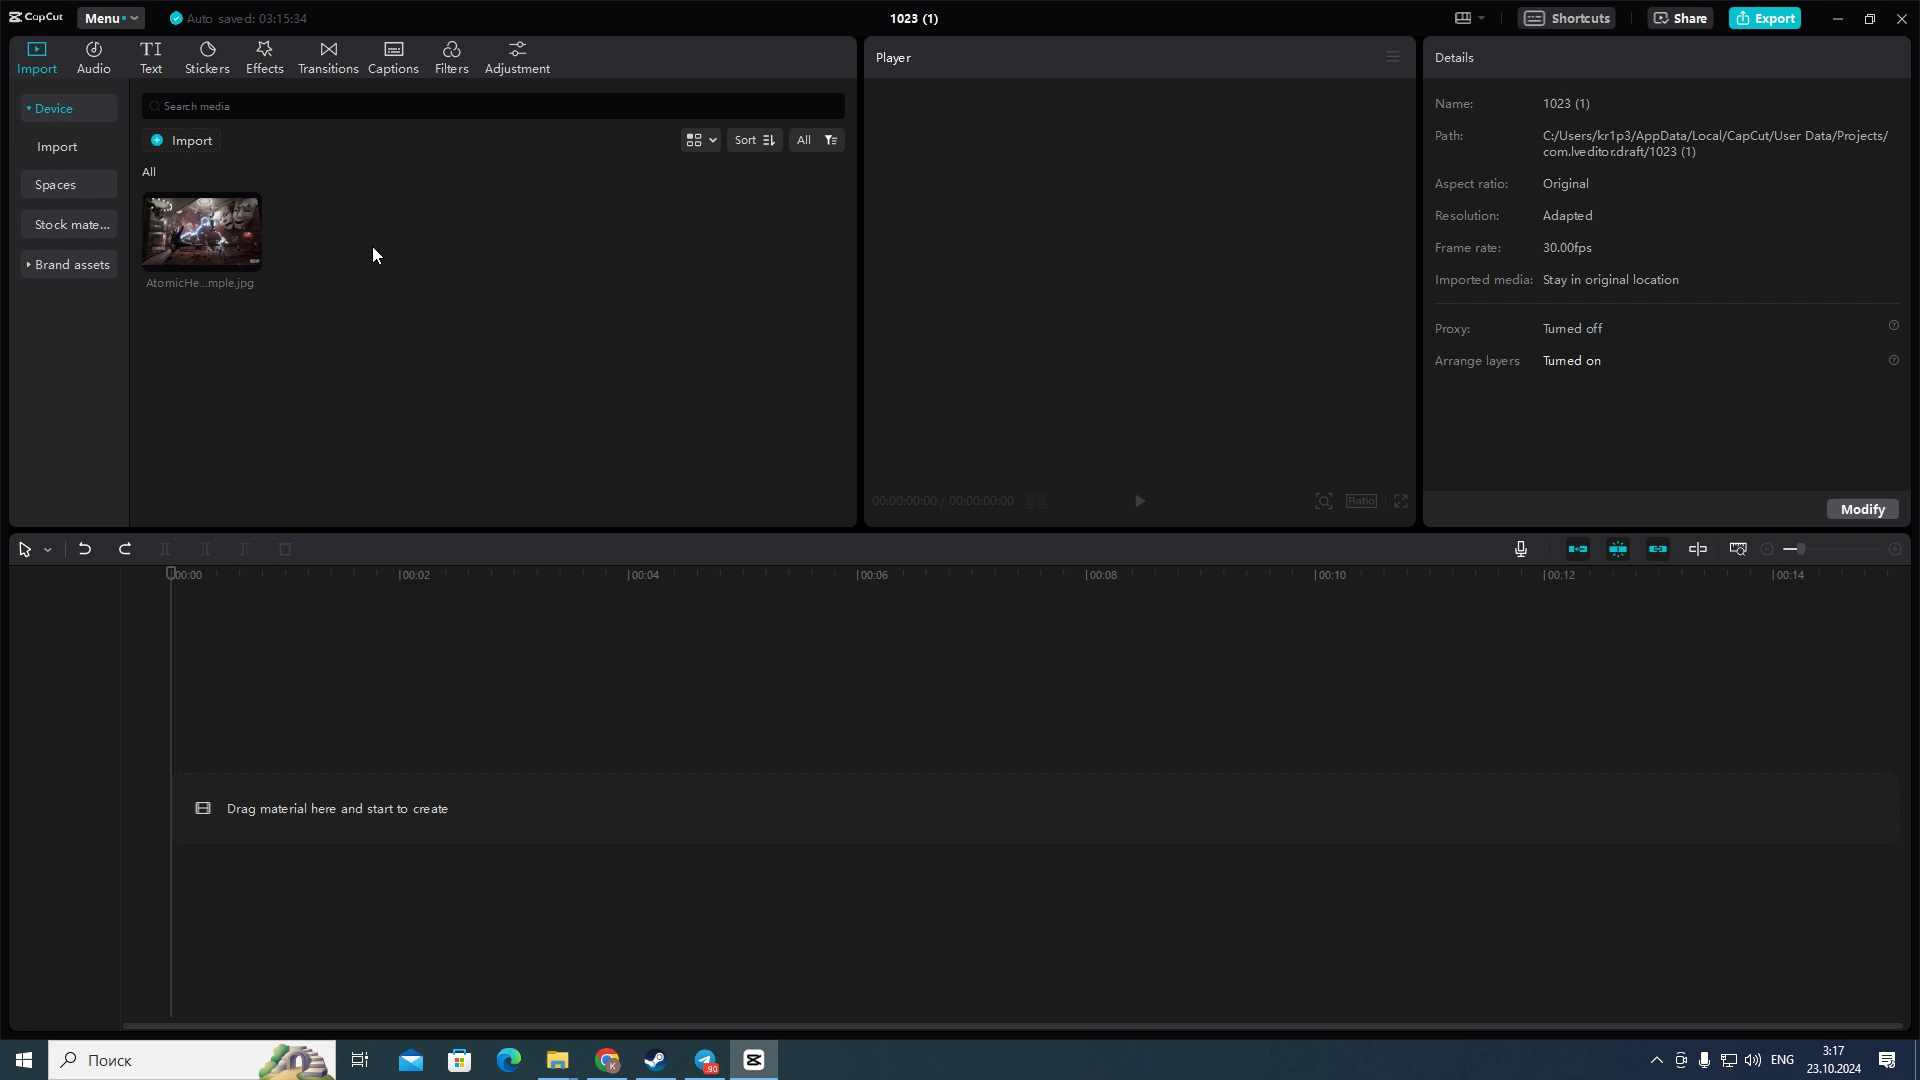 CapCut Menu Auto saved: 03:15:34 1023 (1) Shortcuts Share Export
Import Audio Text Stickers Effects Transitions Captions Filters Adjustment
Device
Import
Spaces
Stock mate...
Brand assets
Search media
Import Sort All
All
AtomicHe...mple.jpg
Player
00:00:00:00 / 00:00:00:00 Ratio
Details
Name: 1023 (1)
Path: C:/Users/kr1p3/AppData/Local/CapCut/User Data/Projects/
com.lveditor.draft/1023 (1)
Aspect ratio: Original
Resolution: Adapted
Frame rate: 30.00fps
Imported media: Stay in original location
Proxy: Turned off
Arrange layers Turned on
Modify
00:00 00:02 00:04 00:06 00:08 00:10 00:12 00:14
Drag material here and start to create
Поиск 90 ENG 3:17
23.10.2024